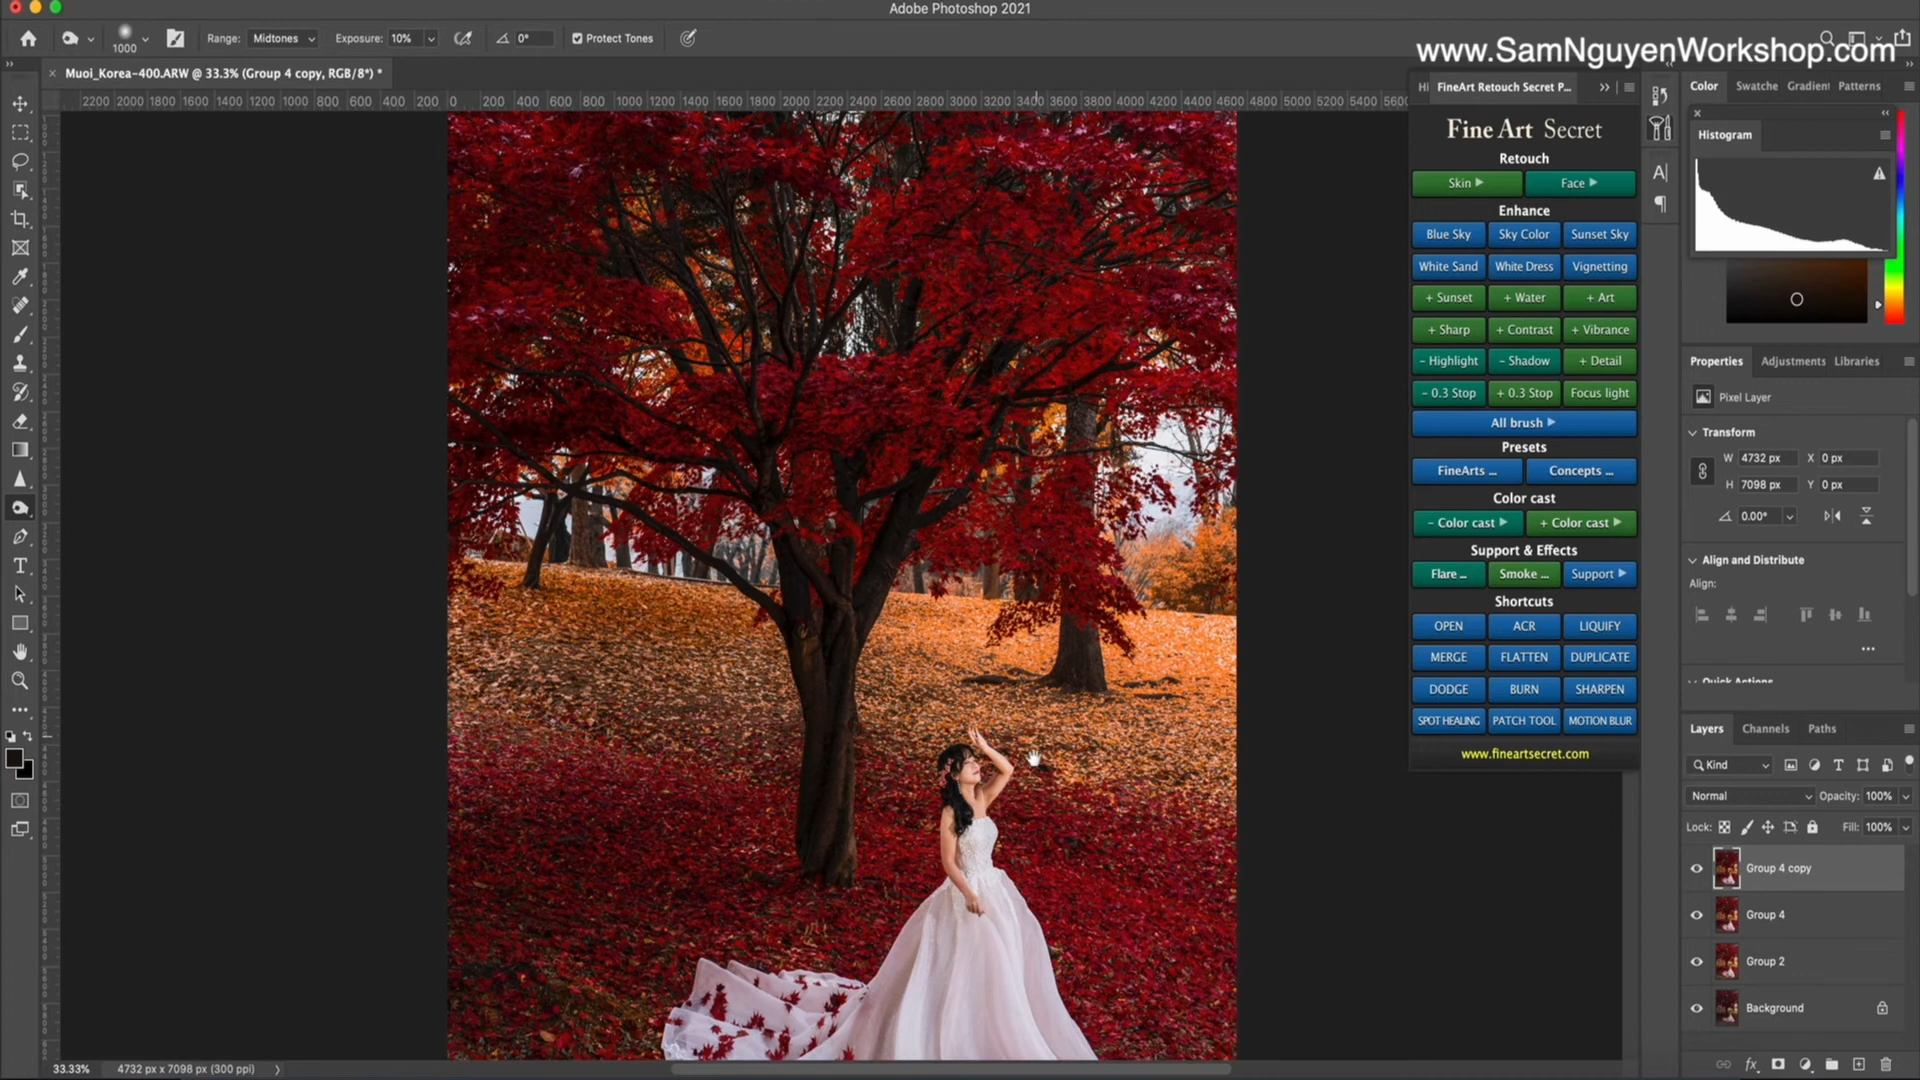 Adobe Photoshop 2021
1000
Range: Midtones
Exposure: 10%
0°
Protect Tones
www.SamNguyenWorkshop.com
Muoi_Korea-400.ARW @ 33.3% (Group 4 copy, RGB/8*) *
2200 2000 1800 1600 1400 1200 1000 800 600 400 200 0 200 400 600 800 1000 1200 1400 1600 1800 2000 2200 2400 2600 2800 3000 3200 3400 3600 3800 4000 4200 4400 4600 4800 5000 5200 5400 5600
Hi FineArt Retouch Secret P...
Fine Art Secret
Retouch
Skin Face
Enhance
Blue Sky Sky Color Sunset Sky
White Sand White Dress Vignetting
+ Sunset + Water + Art
+ Sharp + Contrast + Vibrance
- Highlight - Shadow + Detail
- 0.3 Stop + 0.3 Stop Focus light
All brush
Presets
FineArts ... Concepts ...
Color cast
- Color cast + Color cast
Support & Effects
Flare ... Smoke ... Support
Shortcuts
OPEN ACR LIQUIFY
MERGE FLATTEN DUPLICATE
DODGE BURN SHARPEN
SPOT HEALING PATCH TOOL MOTION BLUR
www.fineartsecret.com
Color Swatche Gradient Patterns
Histogram
Properties Adjustments Libraries
Pixel Layer
Transform
W 4732 px X 0 px
H 7098 px Y 0 px
0.00°
Align and Distribute
Align:
Quick Actions
Layers Channels Paths
Kind
Normal Opacity: 100%
Lock: Fill: 100%
Group 4 copy
Group 4
Group 2
Background
33.33% 4732 px x 7098 px (300 ppi)